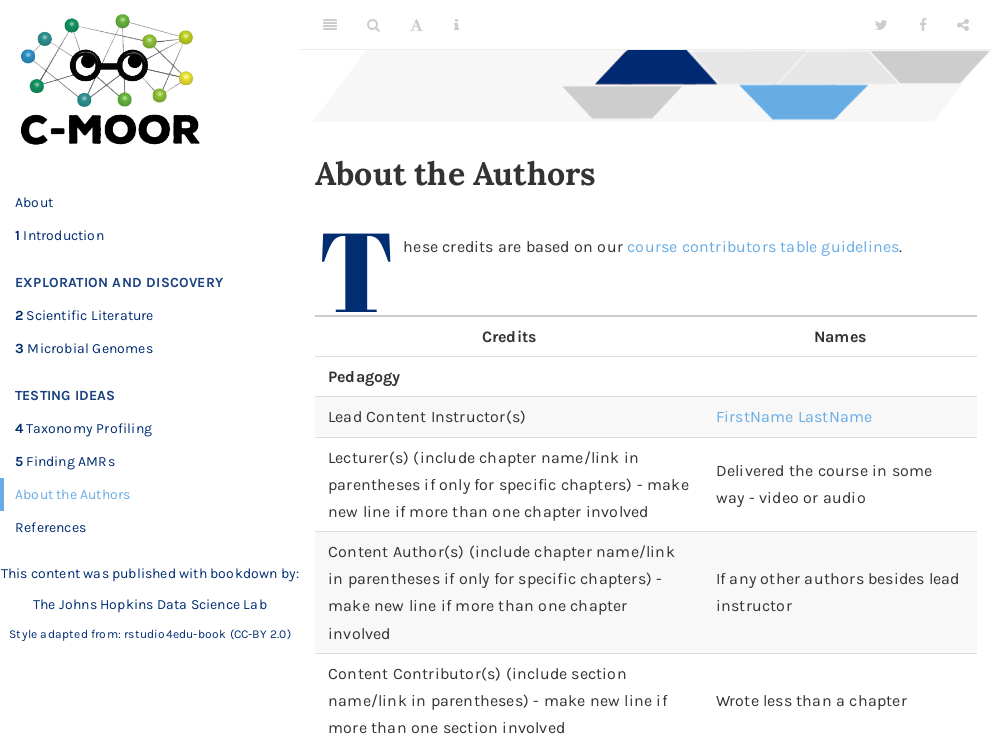 C-MOOR
About
1 Introduction
EXPLORATION AND DISCOVERY
2 Scientific Literature
3 Microbial Genomes
TESTING IDEAS
4 Taxonomy Profiling
5 Finding AMRs
About the Authors
References
This content was published with bookdown by:
The Johns Hopkins Data Science Lab
Style adapted from: rstudio4edu-book (CC-BY 2.0)
About the Authors
These credits are based on our course contributors table guidelines.
Credits Names
Pedagogy
Lead Content Instructor(s) FirstName LastName
Lecturer(s) (include chapter name/link in
parentheses if only for specific chapters) - make
new line if more than one chapter involved
Delivered the course in some
way - video or audio
Content Author(s) (include chapter name/link
in parentheses if only for specific chapters) -
make new line if more than one chapter
involved
If any other authors besides lead
instructor
Content Contributor(s) (include section
name/link in parentheses) - make new line if
more than one section involved
Wrote less than a chapter